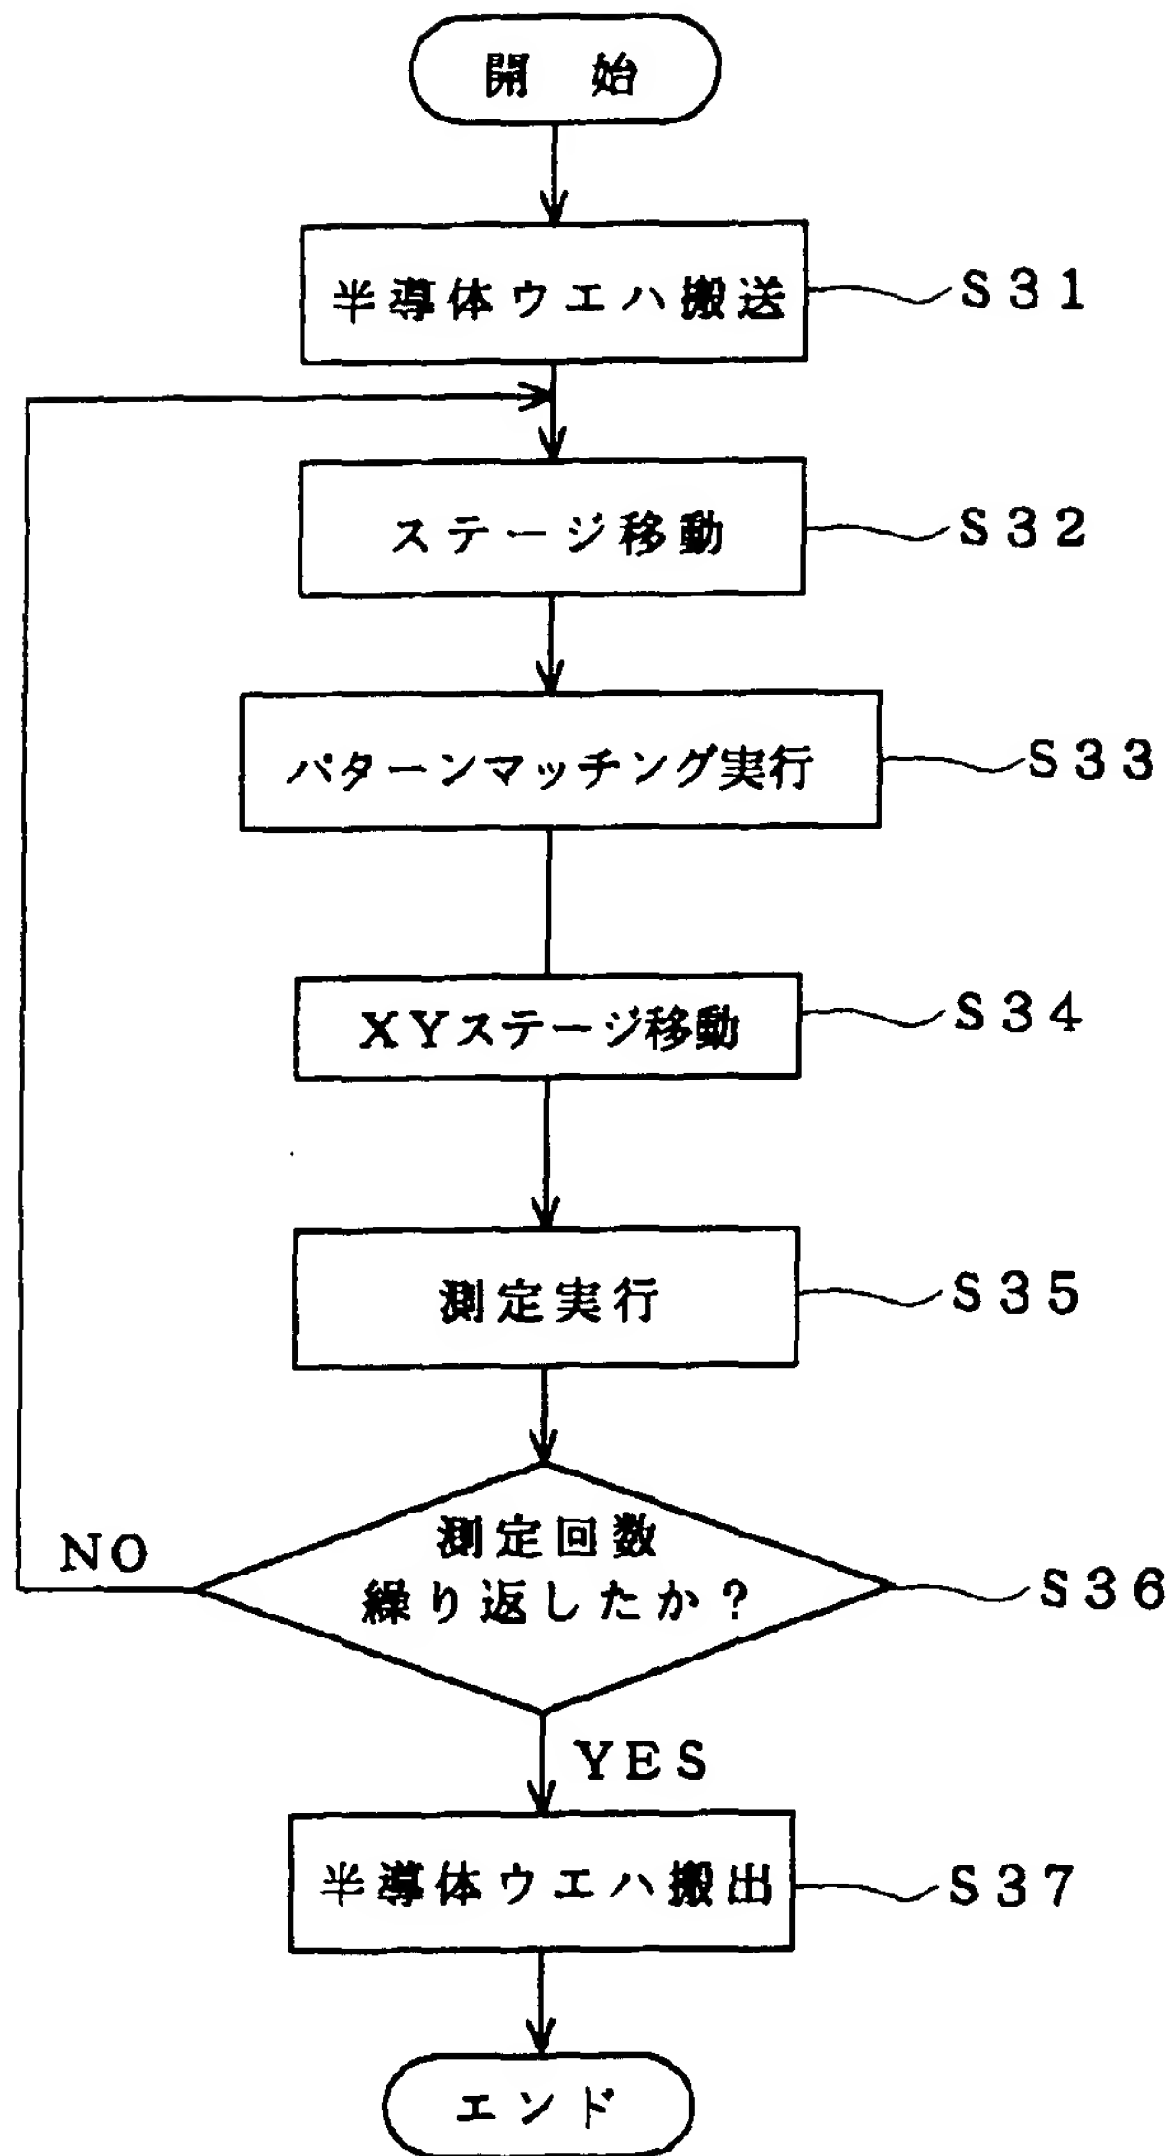 開　始
半導体ウエハ搬送
S31
ステージ移動
S32
パターンマッチング実行
S33
XYステージ移動
S34
測定実行
S35
測定回数
繰り返したか？
S36
NO
YES
半導体ウエハ搬出
S37
エンド